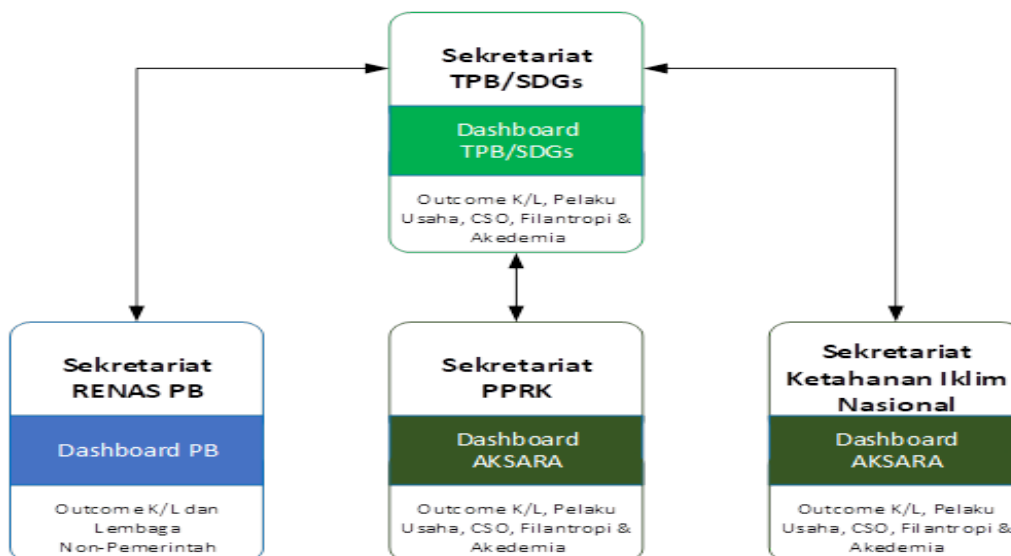 Sekretariat
TPB/SDGs
Dashboard
TPB/SDGs
Outcome K/L, Pelaku
Usaha, CSO, Filantropi &
Akedemia
Sekretariat
RENAS PB
Dashboard PB
Outcome K/L dan
Lembaga
Non-Pemerintah
Sekretariat
PPRK
Dashboard
AKSARA
Outcome K/L, Pelaku
Usaha, CSO, Filantropi &
Akedemia
Sekretariat
Ketahanan Iklim
Nasional
Dashboard
AKSARA
Outcome K/L, Pelaku
Usaha, CSO, Filantropi &
Akedemia